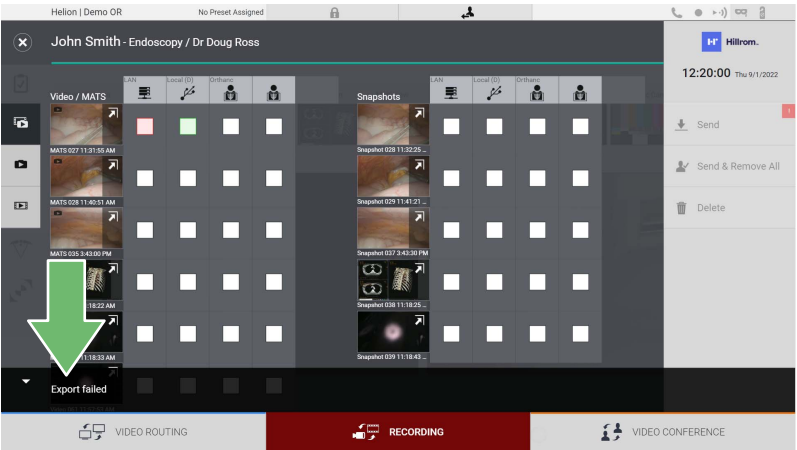 Helion | Demo OR
No Preset Assigned
John Smith - Endoscopy / Dr Doug Ross
Hillrom.
12:20:00 Thu 9/1/2022
Video / MATS
LAN
Local (D)
Orthanc
Snapshots
LAN
Local (D)
Orthanc
MATS 027 11:31:55 AM
Snapshot 028 11:32:25 ...
MATS 028 11:40:51 AM
Snapshot 029 11:41:21 ...
MATS 035 3:43:00 PM
Snapshot 037 3:43:30 PM
:18:22 AM
Snapshot 038 11:18:25 ...
11:18:33 AM
Snapshot 039 11:18:43 ...
1
Send
Send & Remove All
Delete
Export failed
VIDEO ROUTING
RECORDING
VIDEO CONFERENCE